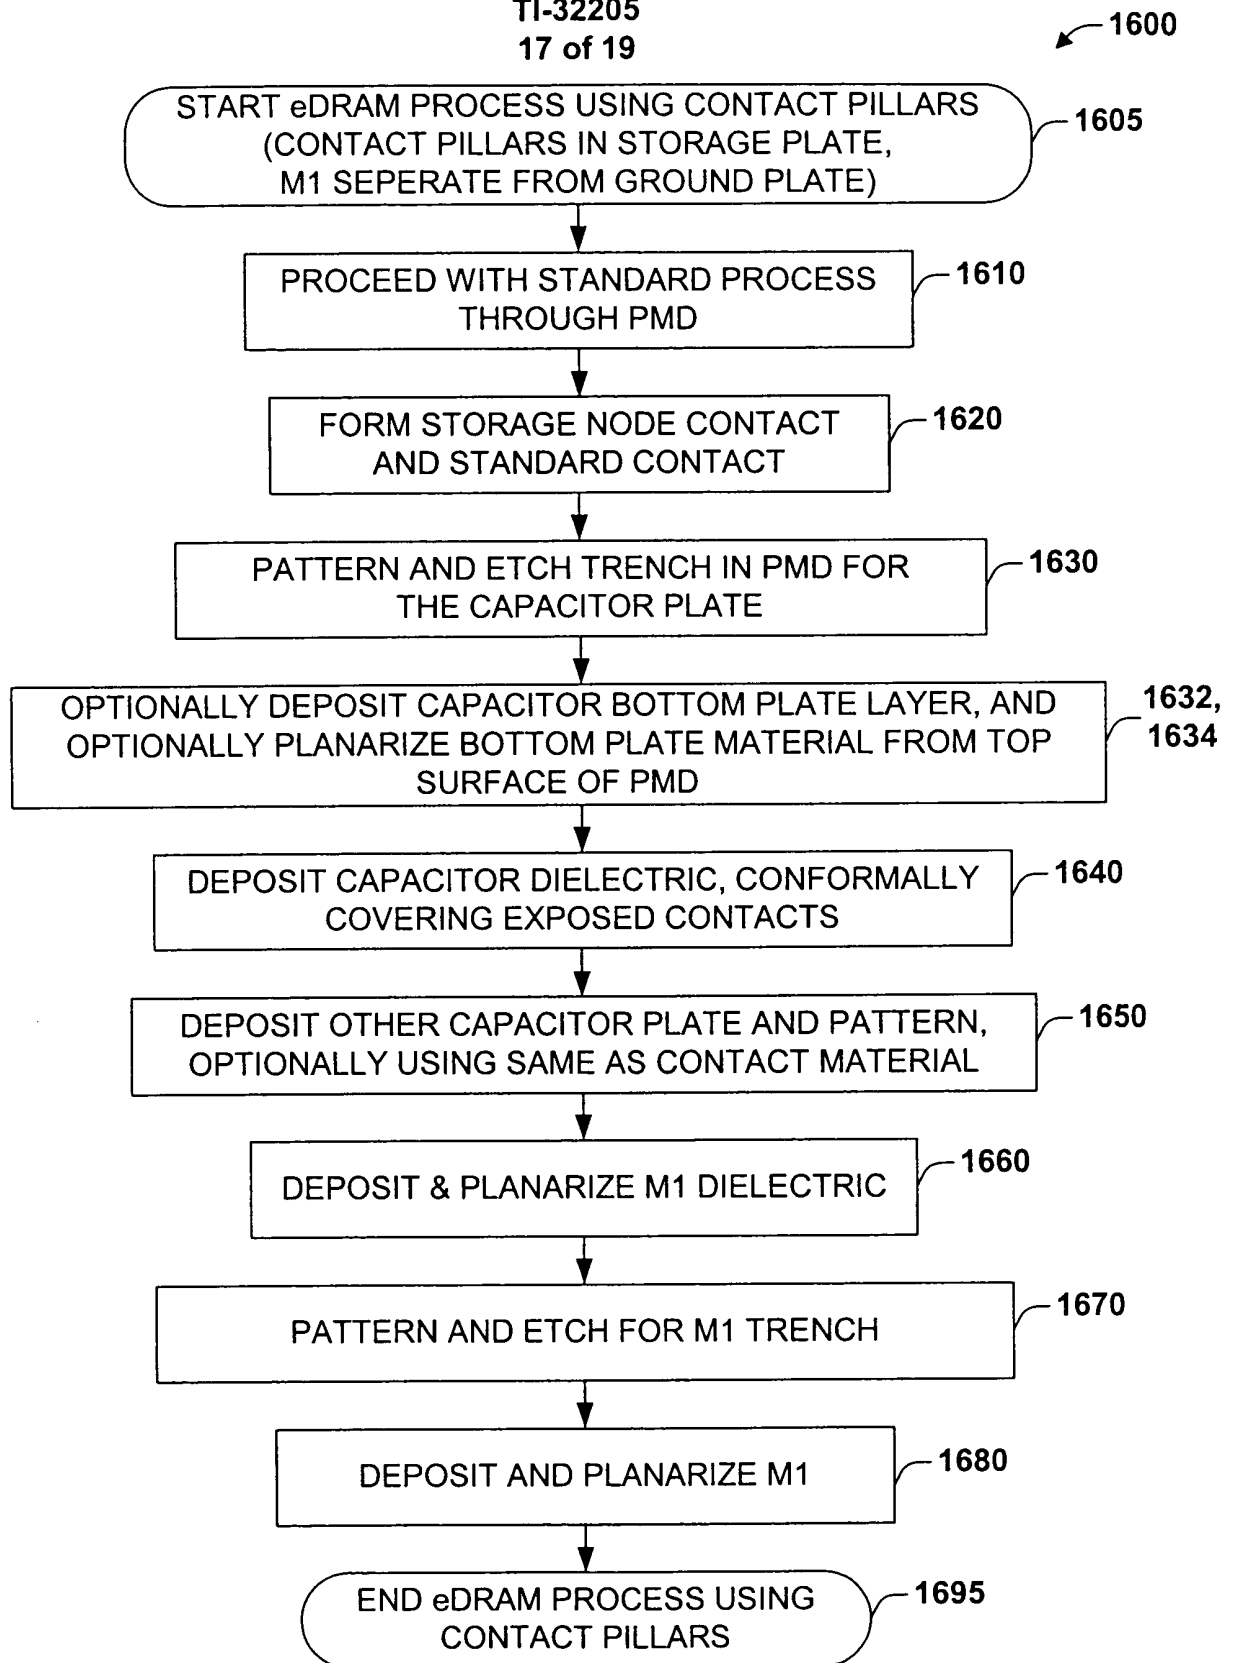 TI-32205
17 of 19
1600
START eDRAM PROCESS USING CONTACT PILLARS
(CONTACT PILLARS IN STORAGE PLATE,
M1 SEPERATE FROM GROUND PLATE)
1605
PROCEED WITH STANDARD PROCESS
THROUGH PMD
1610
FORM STORAGE NODE CONTACT
AND STANDARD CONTACT
1620
PATTERN AND ETCH TRENCH IN PMD FOR
THE CAPACITOR PLATE
1630
OPTIONALLY DEPOSIT CAPACITOR BOTTOM PLATE LAYER, AND
OPTIONALLY PLANARIZE BOTTOM PLATE MATERIAL FROM TOP
SURFACE OF PMD
1632,
1634
DEPOSIT CAPACITOR DIELECTRIC, CONFORMALLY
COVERING EXPOSED CONTACTS
1640
DEPOSIT OTHER CAPACITOR PLATE AND PATTERN,
OPTIONALLY USING SAME AS CONTACT MATERIAL
1650
DEPOSIT & PLANARIZE M1 DIELECTRIC
1660
PATTERN AND ETCH FOR M1 TRENCH
1670
DEPOSIT AND PLANARIZE M1
1680
END eDRAM PROCESS USING
CONTACT PILLARS
1695